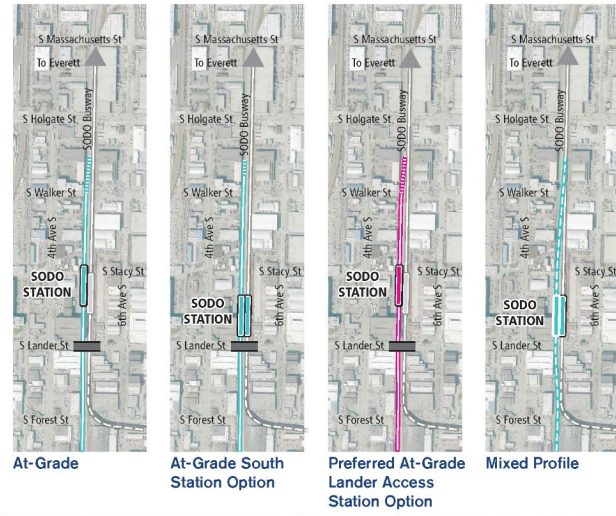 S Massachusetts St
To Everett
S Holgate St
SODO Busway
S Walker St
4th Ave S
S Stacy St
SODO
STATION
6th Ave S
S Lander St
S Forest St
At-Grade
S Massachusetts St
To Everett
S Holgate St
SODO Busway
S Walker St
4th Ave S
S Stacy St
SODO
STATION
6th Ave S
S Lander St
S Forest St
At-Grade South
Station Option
S Massachusetts St
To Everett
S Holgate St
SODO Busway
S Walker St
4th Ave S
S Stacy St
SODO
STATION
6th Ave S
S Lander St
S Forest St
Preferred At-Grade
Lander Access
Station Option
S Massachusetts St
To Everett
S Holgate St
SODO Busway
S Walker St
4th Ave S
S Stacy St
SODO
STATION
6th Ave S
S Lander St
S Forest St
Mixed Profile